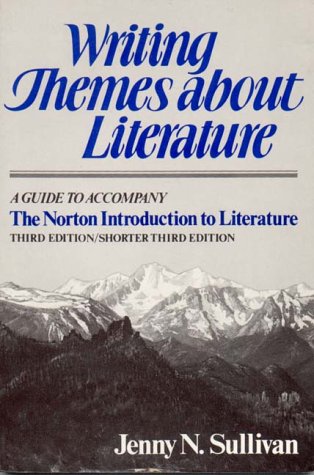 Writing
Themes about
Literature
A GUIDE TO ACCOMPANY
The Norton Introduction to Literature
THIRD EDITION/SHORTER THIRD EDITION
Jenny N. Sullivan